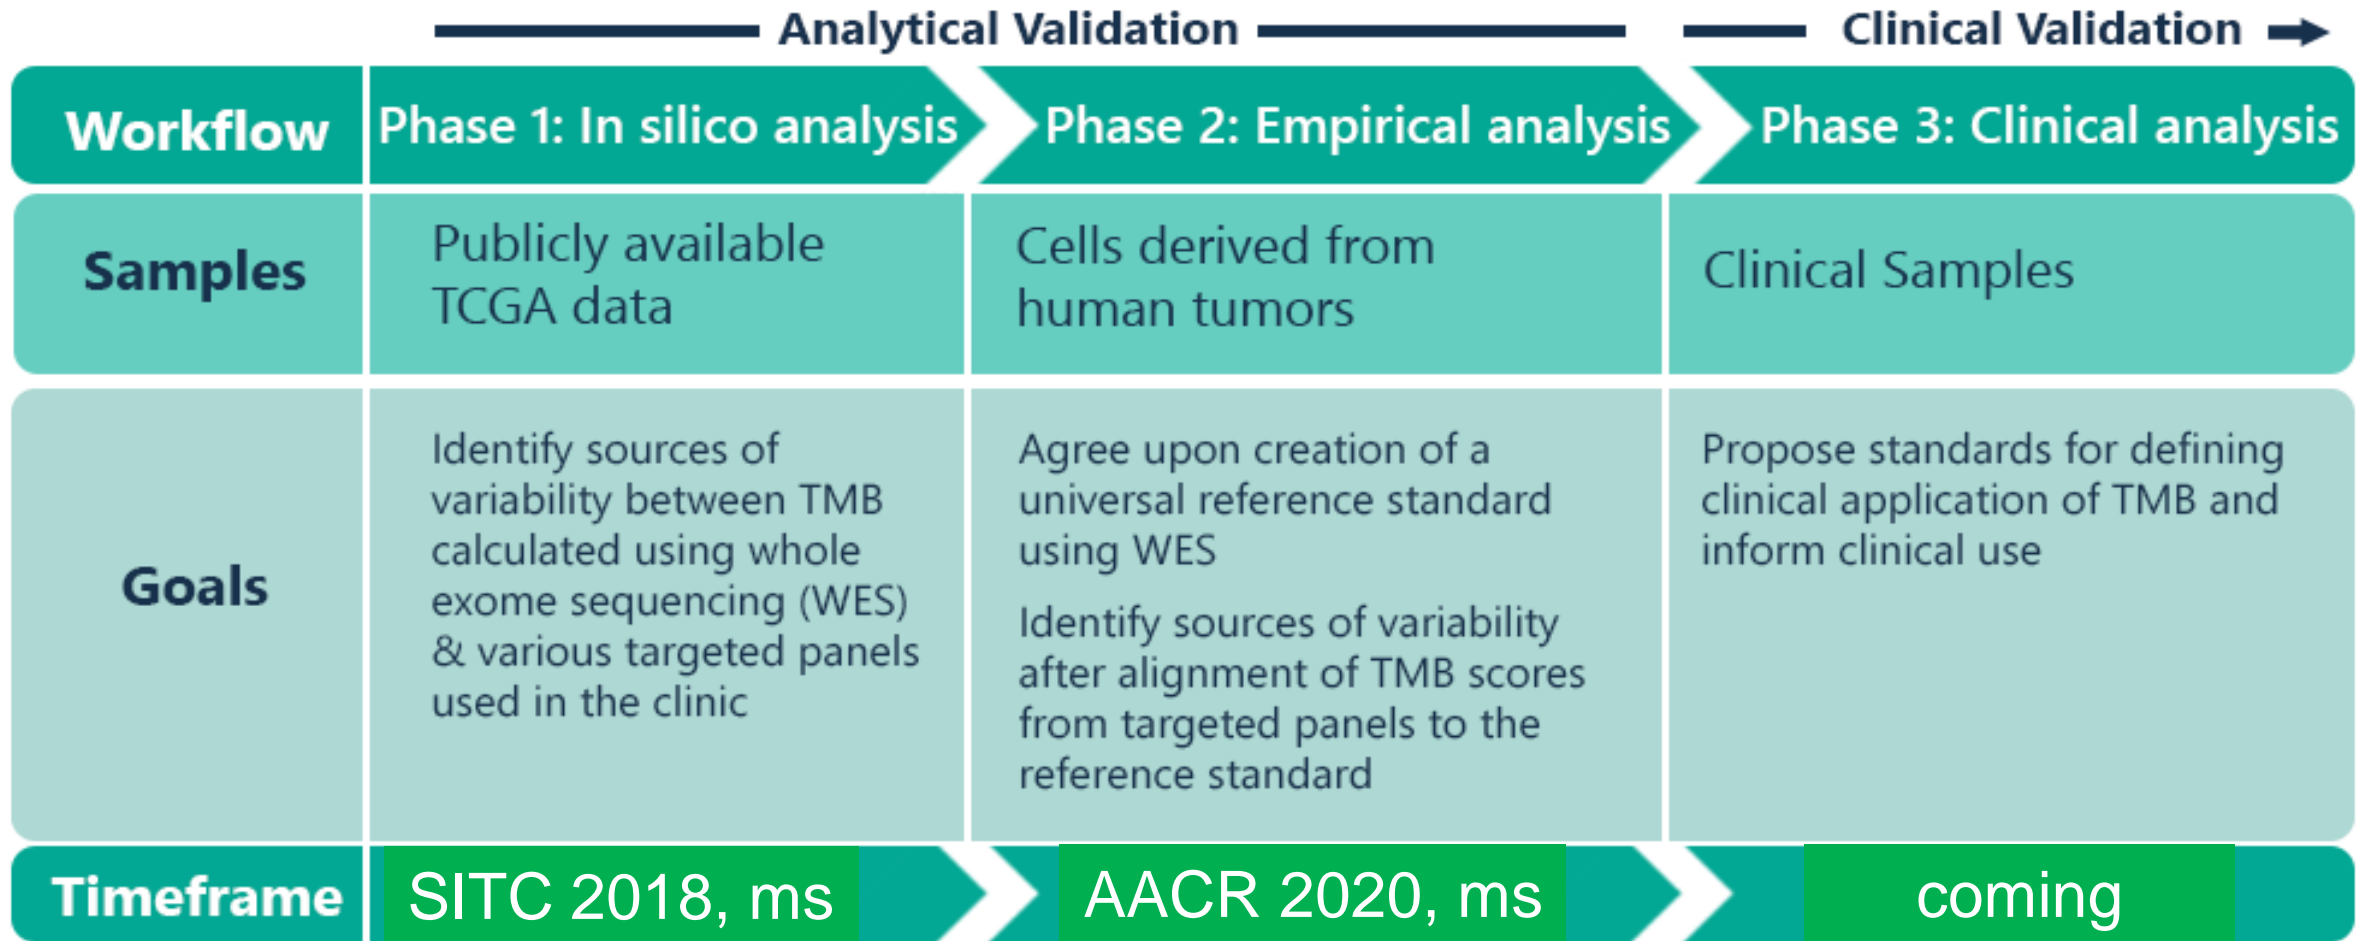 Analytical Validation
Clinical Validation
Workflow
Phase 1: In silico analysis
Phase 2: Empirical analysis
Phase 3: Clinical analysis
Samples
Publicly available
TCGA data
Cells derived from
human tumors
Clinical Samples
Goals
Identify sources of
variability between TMB
calculated using whole
exome sequencing (WES)
& various targeted panels
used in the clinic
Agree upon creation of a
universal reference standard
using WES
Identify sources of variability
after alignment of TMB scores
from targeted panels to the
reference standard
Propose standards for defining
clinical application of TMB and
inform clinical use
Timeframe
SITC 2018, ms
AACR 2020, ms
coming